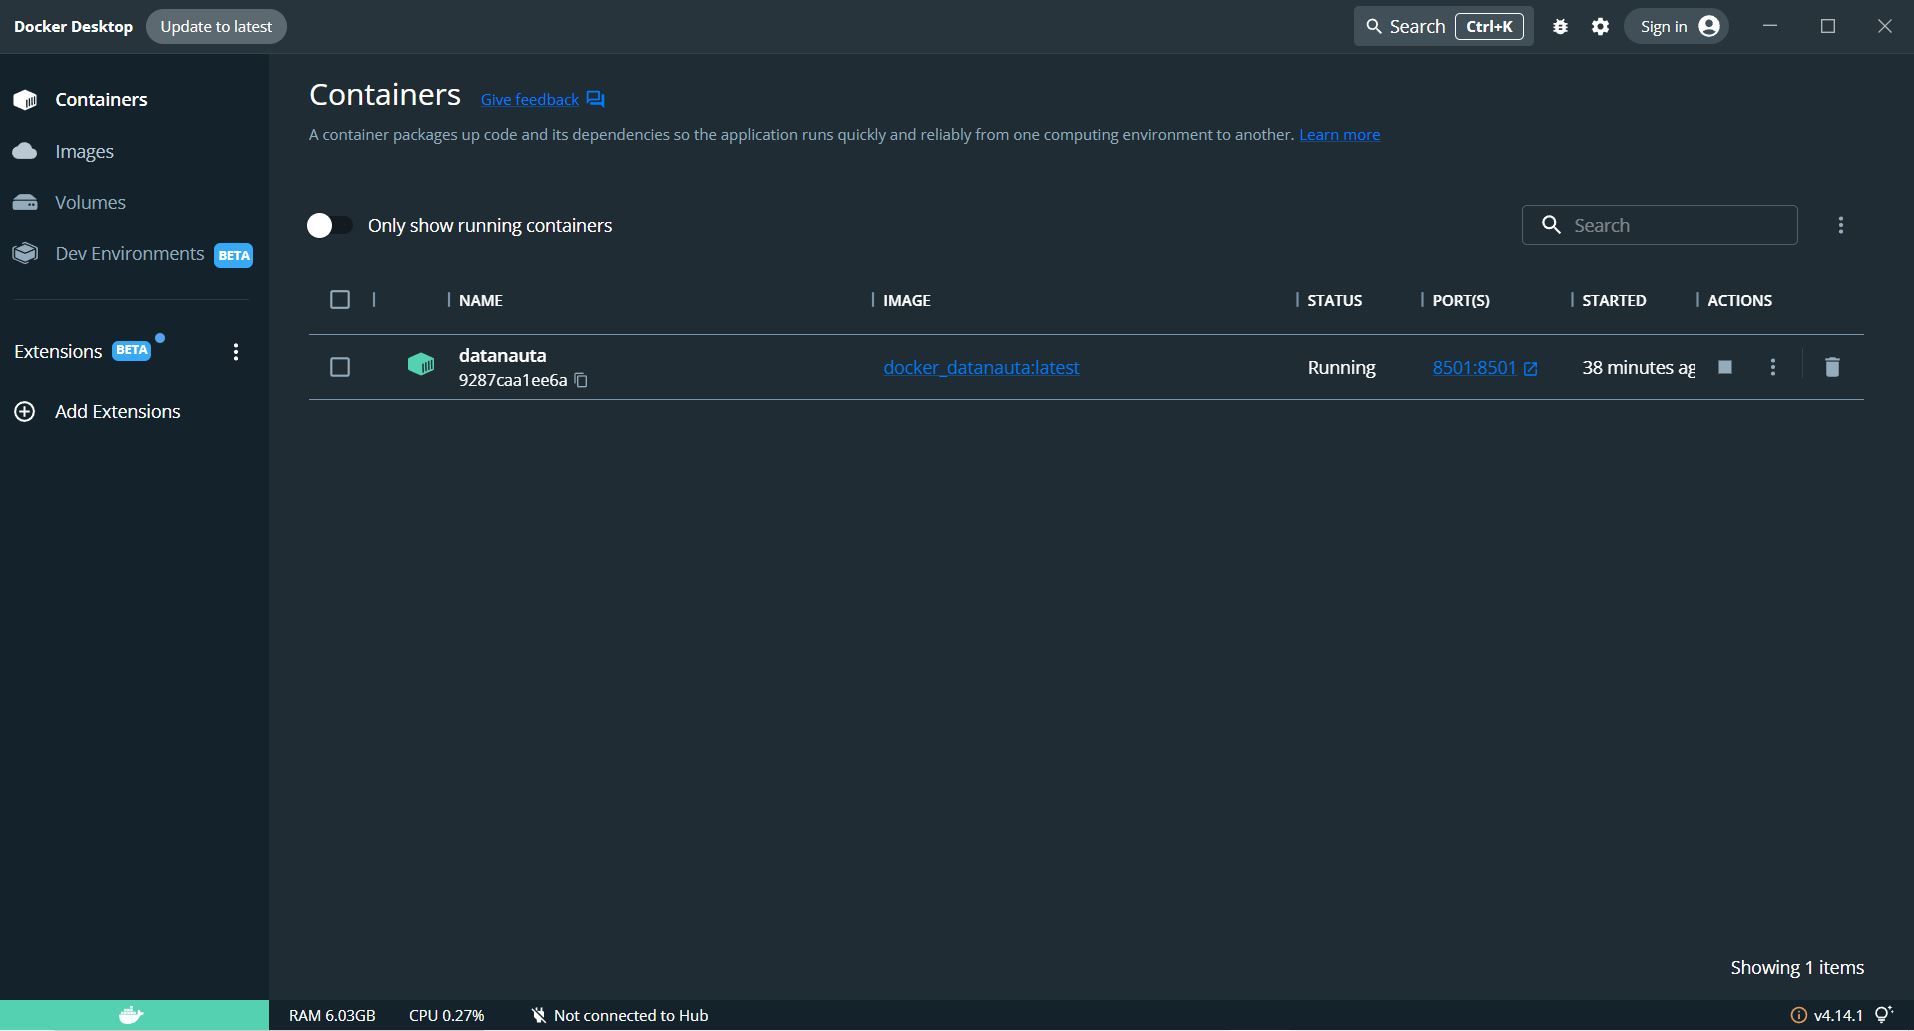 Docker Desktop Update to latest Search Ctrl+K Sign in
Containers
Images
Volumes
Dev Environments BETA
Extensions BETA
Add Extensions
Containers Give feedback
A container packages up code and its dependencies so the application runs quickly and reliably from one computing environment to another. Learn more
Only show running containers Search
NAME IMAGE STATUS PORT(S) STARTED ACTIONS
datanauta
9287caa1ee6a docker_datanauta:latest Running 8501:8501 38 minutes ag
Showing 1 items
RAM 6.03GB CPU 0.27% Not connected to Hub v4.14.1